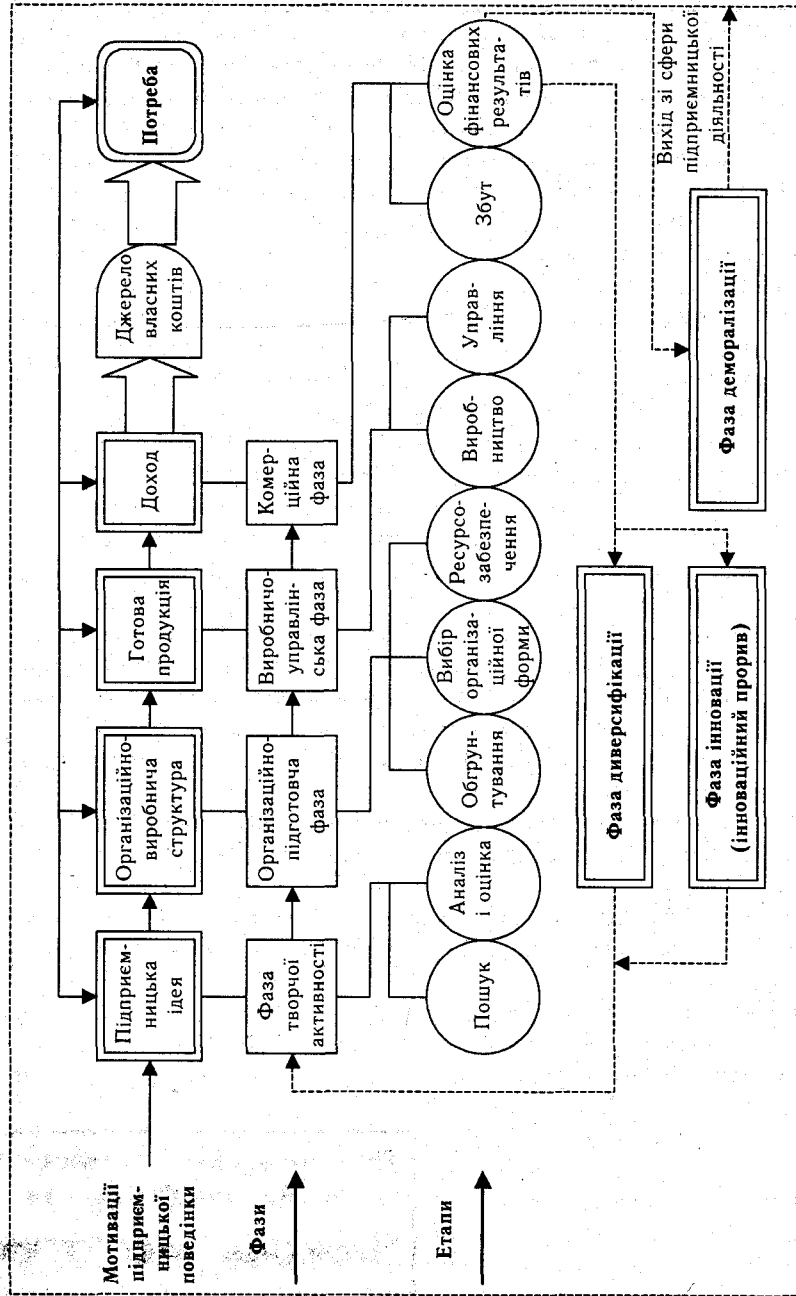 Мотивації
підприєм-
ницької
поведінки
Підприєм-
ницька
ідея
Організаційно-
виробнича
структура
Готова
продукція
Доход
Джерело
власних
коштів
Потреба
Фази
Фаза
творчої
активності
Організаційно-
підготовча
фаза
Виробничо-
управлін-
ська фаза
Комер-
ційна
фаза
Етапи
Пошук
Аналіз
і оцінка
Обґрун-
тування
Вибір
організа-
ційної
форми
Ресурсо-
забезпе-
чення
Вироб-
ництво
Управ-
ління
Збут
Оцінка
фінансових
результа-
тів
Фаза диверсифікації
Фаза інновації
(інноваційний прорив)
Фаза деморалізації
Вихід зі сфери
підприємницької
діяльності